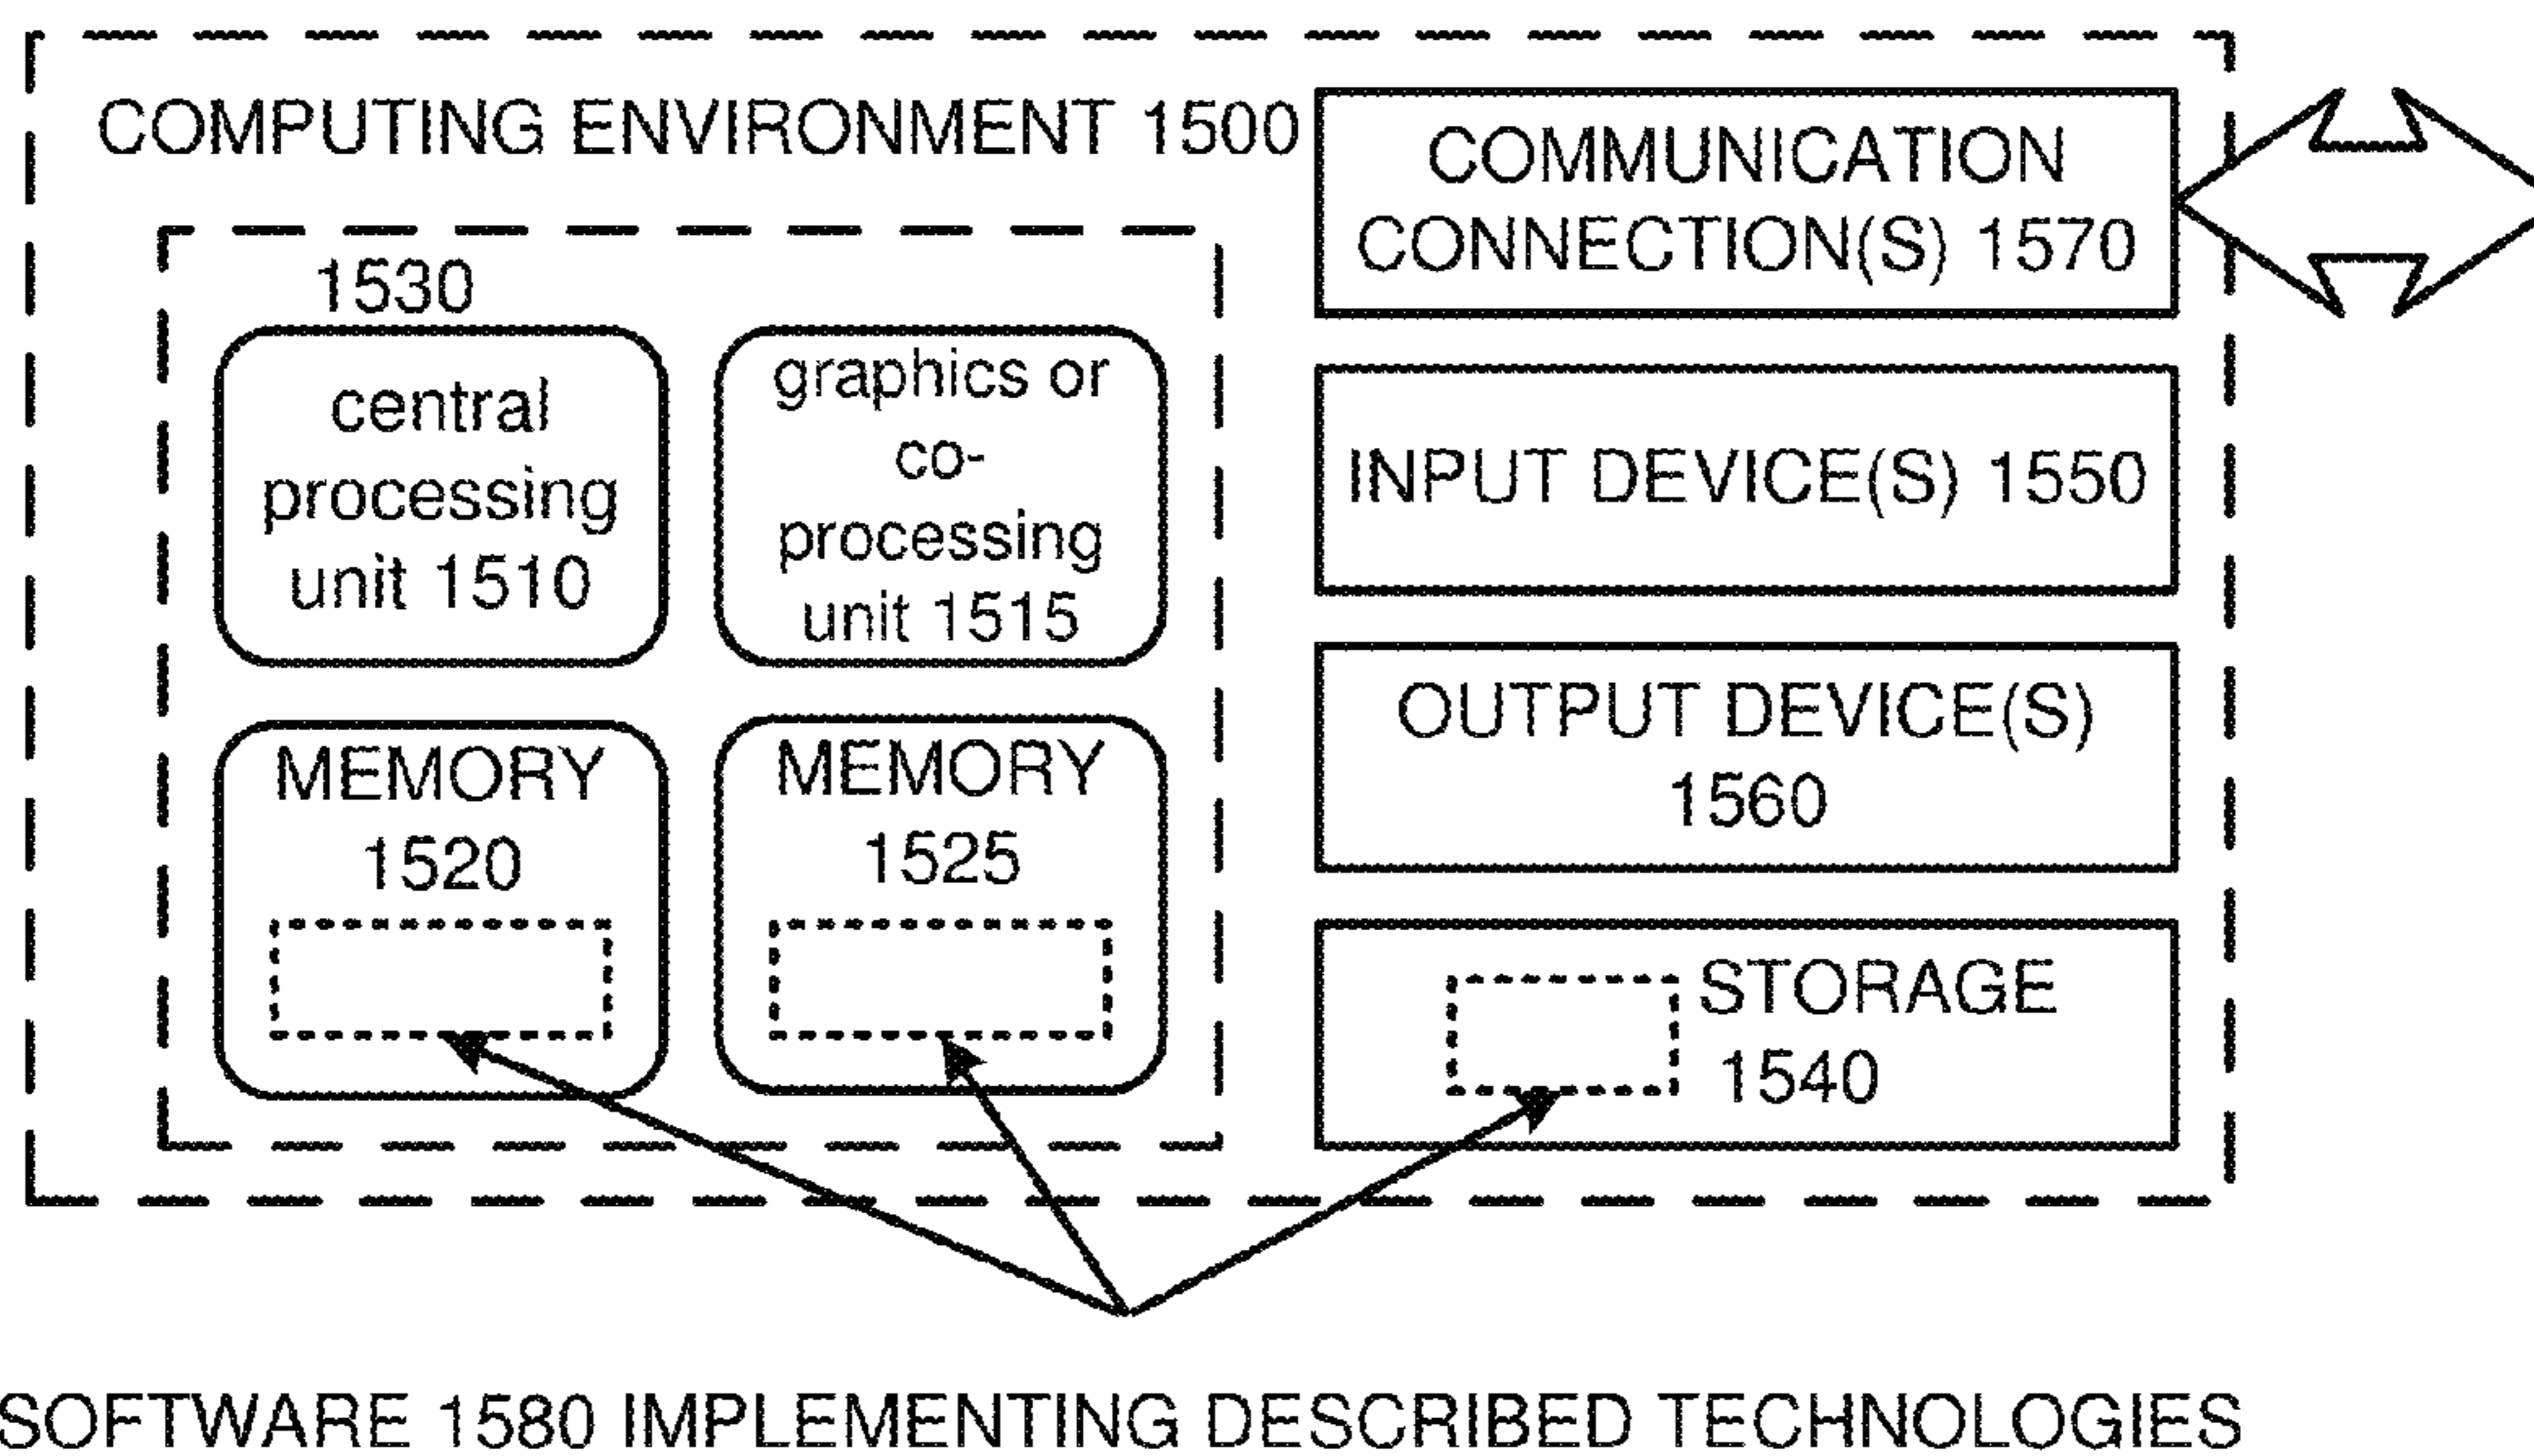 COMPUTING ENVIRONMENT 1500
1530
central
processing
unit 1510
graphics or
co-
processing
unit 1515
MEMORY
1520
MEMORY
1525
COMMUNICATION
CONNECTION(S) 1570
INPUT DEVICE(S) 1550
OUTPUT DEVICE(S)
1560
STORAGE
1540
SOFTWARE 1580 IMPLEMENTING DESCRIBED TECHNOLOGIES